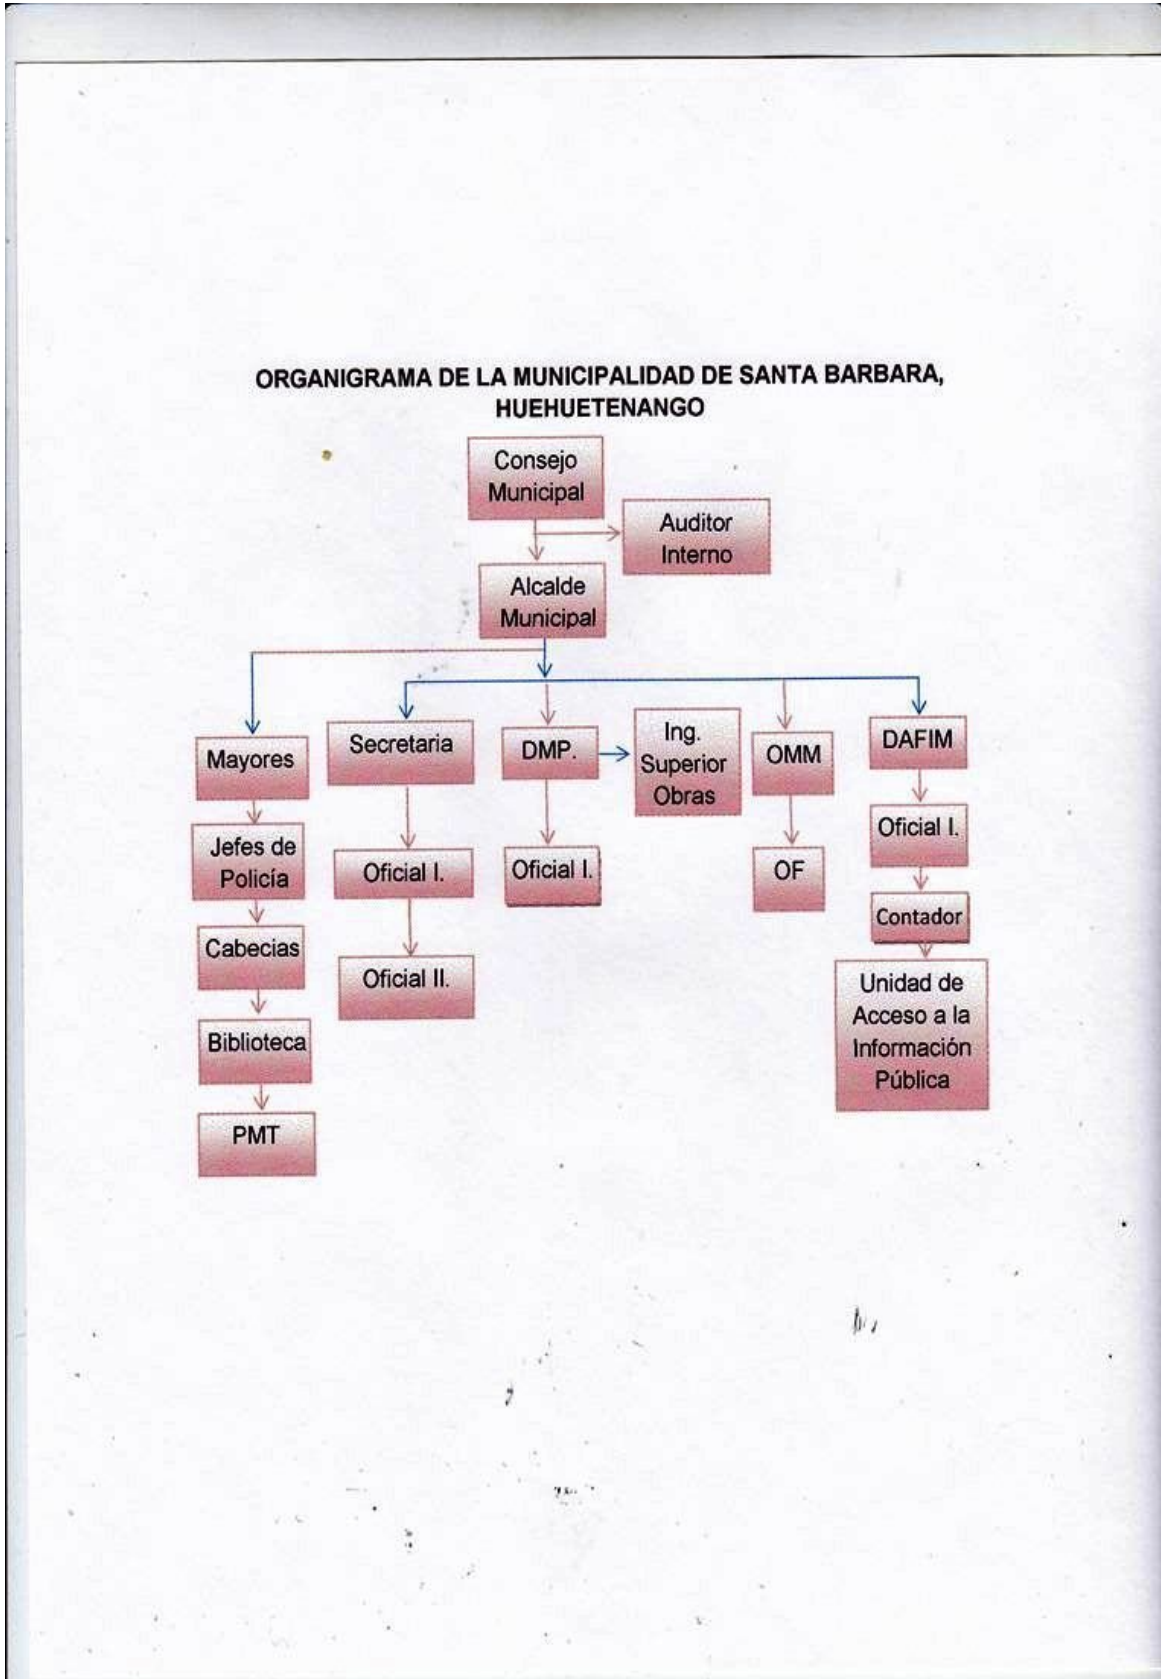 ORGANIGRAMA DE LA MUNICIPALIDAD DE SANTA BARBARA,
HUEHUETENANGO
Consejo
Municipal
Auditor
Interno
Alcalde
Municipal
Mayores
Secretaria
DMP.
Ing.
Superior
Obras
OMM
DAFIM
Jefes de
Policía
Oficial I.
Oficial I.
OF
Oficial I.
Cabecias
Oficial II.
Contador
Biblioteca
Unidad de
Acceso a la
Información
Pública
PMT